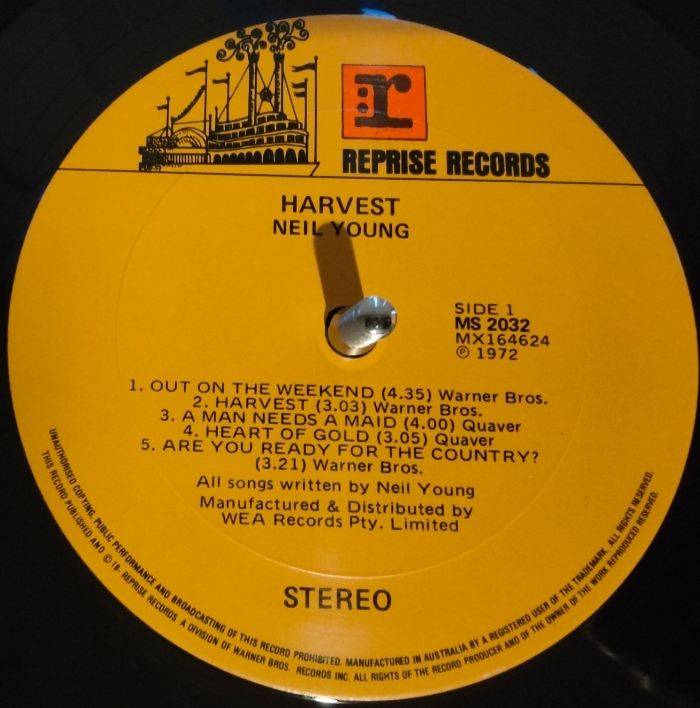 r
REPRISE RECORDS
HARVEST
NEIL YOUNG
SIDE 1
MS 2032
MX164624
℗ 1972
1. OUT ON THE WEEKEND (4.35) Warner Bros.
2. HARVEST (3.03) Warner Bros.
3. A MAN NEEDS A MAID (4.00) Quaver
4. HEART OF GOLD (3.05) Quaver
5. ARE YOU READY FOR THE COUNTRY?
(3.21) Warner Bros.
All songs written by Neil Young
Manufactured & Distributed by
WEA Records Pty. Limited
STEREO
UNAUTHORISED COPYING, PUBLIC PERFORMANCE AND BROADCASTING OF THIS RECORD PROHIBITED. MANUFACTURED IN AUSTRALIA BY A REGISTERED USER OF THE TRADEMARK. ALL RIGHTS RESERVED.
THIS RECORD PUBLISHED AND © 19- REPRISE RECORDS A DIVISION OF WARNER BROS. RECORDS INC. ALL RIGHTS OF THE RECORD PRODUCER AND OF THE OWNER OF THE WORK REPRODUCED RESERVED.